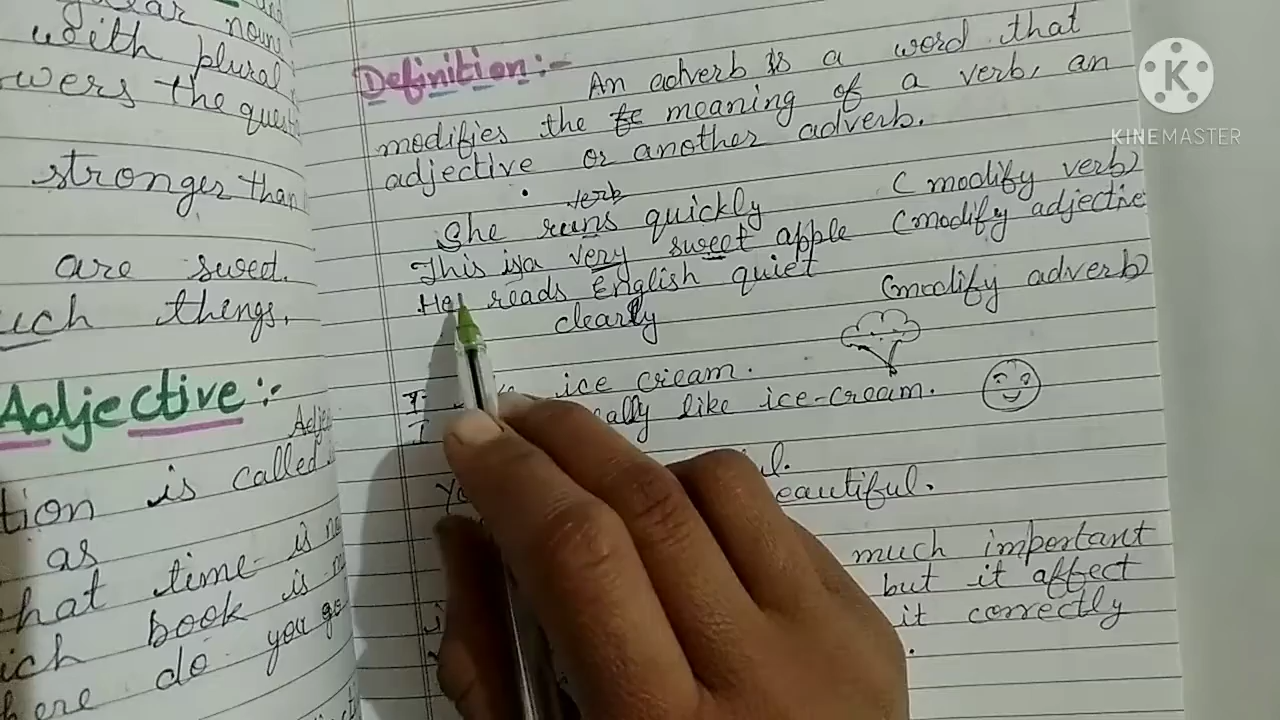 with plural
wers the
stronger than
are sweet.
uch things.
Adjective :-
tion is called
as
hat time is
ich book is
here do you go
Definition :-
An adverb is a word that
modifies the meaning of a verb, an
adjective or another adverb.
verb
She runs quickly (modify verb)
This is a very sweet apple (modify adjective
He reads English quiet
clearly (modify adverb)
ice cream.
ally like ice-cream.
eautiful.
much important
but it affect
it correctly
K
KINEMASTER